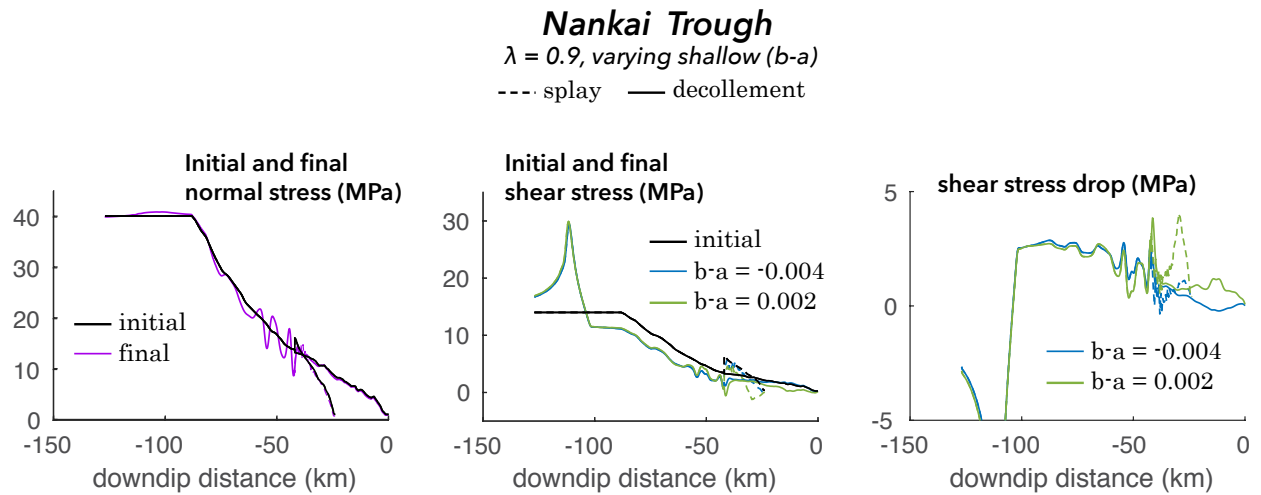 Nankai Trough
λ = 0.9, varying shallow (b-a)
splay decollement
Initial and final
normal stress (MPa)
40
30
20
10
0
initial
final
-150 -100 -50 0
downdip distance (km)
Initial and final
shear stress (MPa)
30
20
10
0
initial
b-a = -0.004
b-a = 0.002
-150 -100 -50 0
downdip distance (km)
shear stress drop (MPa)
5
0
-5
b-a = -0.004
b-a = 0.002
-150 -100 -50 0
downdip distance (km)